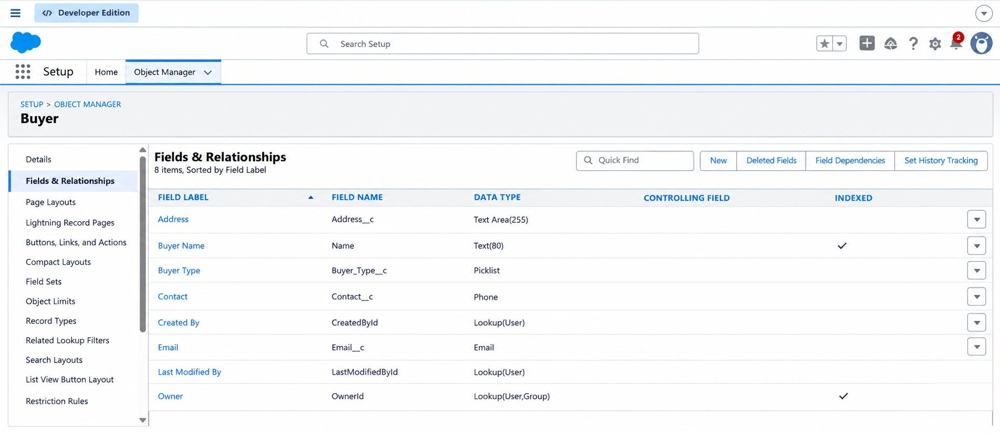 </> Developer Edition
Search Setup
2
Setup Home Object Manager
SETUP > OBJECT MANAGER
Buyer
Details
Fields & Relationships
Page Layouts
Lightning Record Pages
Buttons, Links, and Actions
Compact Layouts
Field Sets
Object Limits
Record Types
Related Lookup Filters
Search Layouts
List View Button Layout
Restriction Rules
Fields & Relationships
8 items, Sorted by Field Label
Quick Find New Deleted Fields Field Dependencies Set History Tracking
FIELD LABEL FIELD NAME DATA TYPE CONTROLLING FIELD INDEXED
Address Address__c Text Area(255)
Buyer Name Name Text(80)
Buyer Type Buyer_Type__c Picklist
Contact Contact__c Phone
Created By CreatedById Lookup(User)
Email Email__c Email
Last Modified By LastModifiedById Lookup(User)
Owner OwnerId Lookup(User,Group)